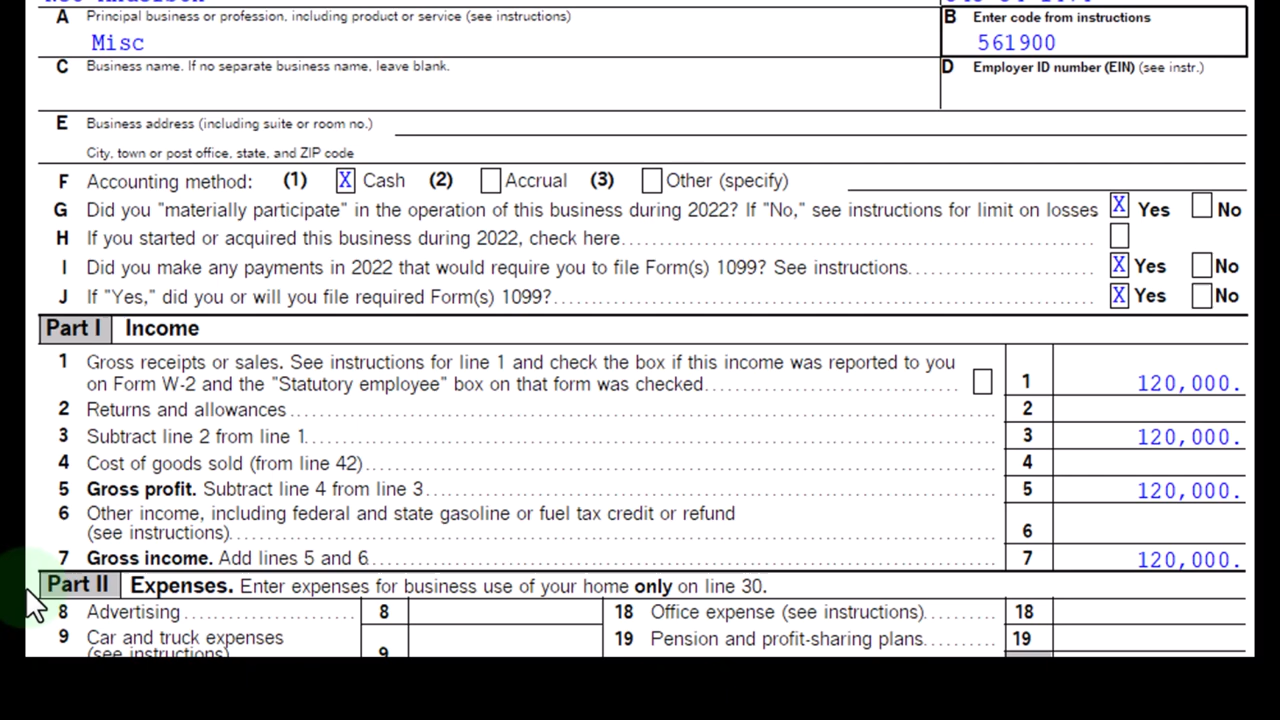 A Principal business or profession, including product or service (see instructions)
Misc
B Enter code from instructions
561900
C Business name. If no separate business name, leave blank.
D Employer ID number (EIN) (see instr.)
E Business address (including suite or room no.)
City, town or post office, state, and ZIP code
F Accounting method: (1) X Cash (2) Accrual (3) Other (specify)
G Did you "materially participate" in the operation of this business during 2022? If "No," see instructions for limit on losses X Yes No
H If you started or acquired this business during 2022, check here
I Did you make any payments in 2022 that would require you to file Form(s) 1099? See instructions. X Yes No
J If "Yes," did you or will you file required Form(s) 1099? X Yes No
Part I Income
1 Gross receipts or sales. See instructions for line 1 and check the box if this income was reported to you
on Form W-2 and the "Statutory employee" box on that form was checked 1 120,000.
2 Returns and allowances 2
3 Subtract line 2 from line 1 3 120,000.
4 Cost of goods sold (from line 42) 4
5 Gross profit. Subtract line 4 from line 3 5 120,000.
6 Other income, including federal and state gasoline or fuel tax credit or refund
(see instructions) 6
7 Gross income. Add lines 5 and 6 7 120,000.
Part II Expenses. Enter expenses for business use of your home only on line 30.
8 Advertising 8
18 Office expense (see instructions) 18
9 Car and truck expenses
(see instructions) 9
19 Pension and profit-sharing plans 19